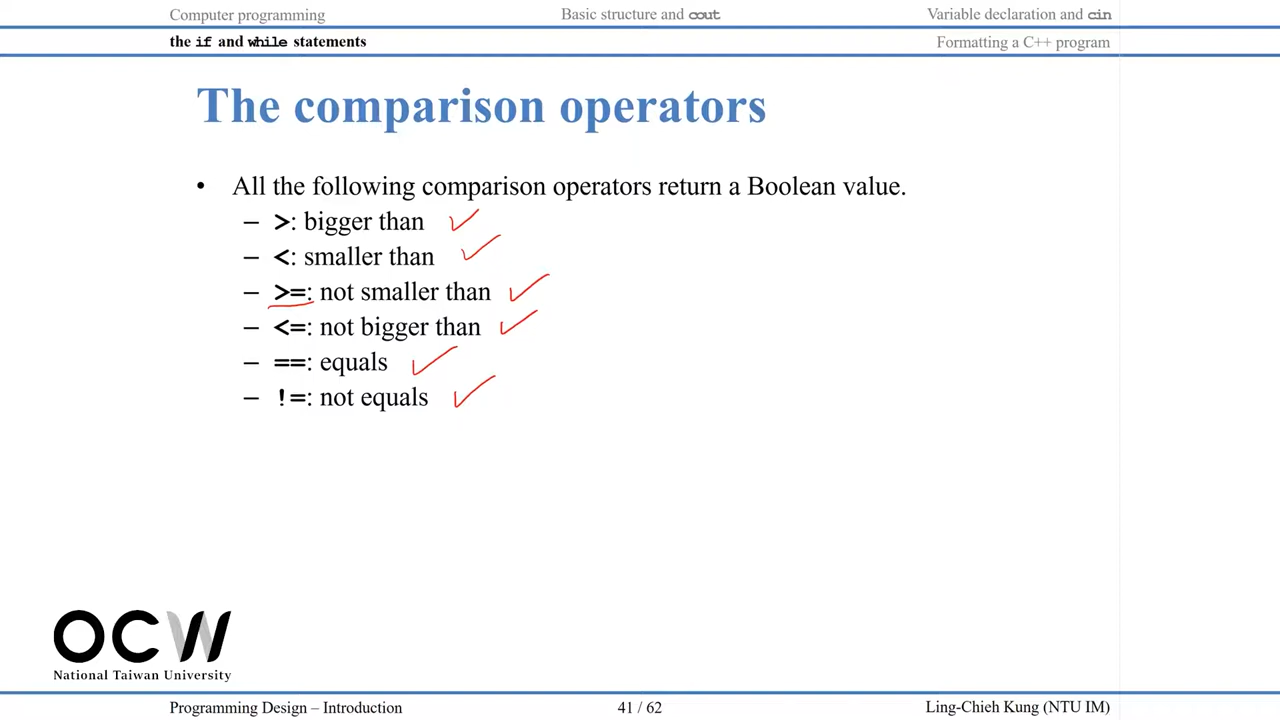 Computer programming Basic structure and cout Variable declaration and cin
the if and while statements Formatting a C++ program
The comparison operators
• All the following comparison operators return a Boolean value.
– >: bigger than
– <: smaller than
– >=: not smaller than
– <=: not bigger than
– ==: equals
– !=: not equals
OCW
National Taiwan University
Programming Design – Introduction 41 / 62 Ling-Chieh Kung (NTU IM)